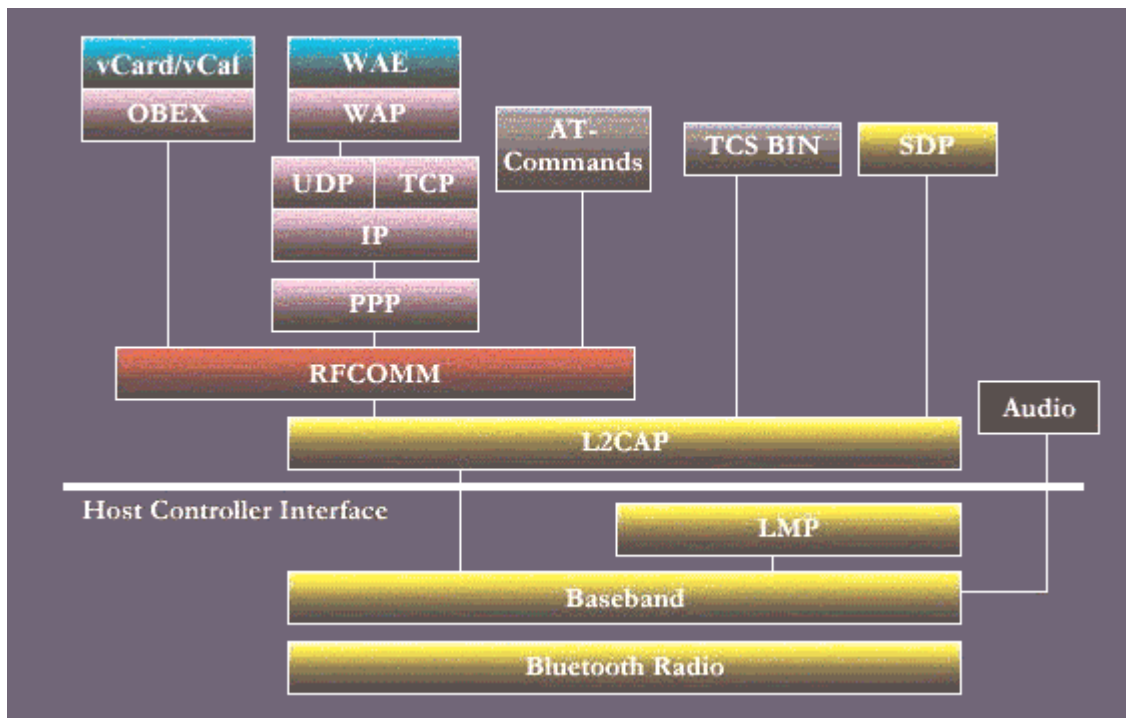 vCard/vCal
WAE
OBEX
WAP
AT-
Commands
TCS BIN
SDP
UDP
TCP
IP
PPP
RFCOMM
Audio
L2CAP
Host Controller Interface
LMP
Baseband
Bluetooth Radio